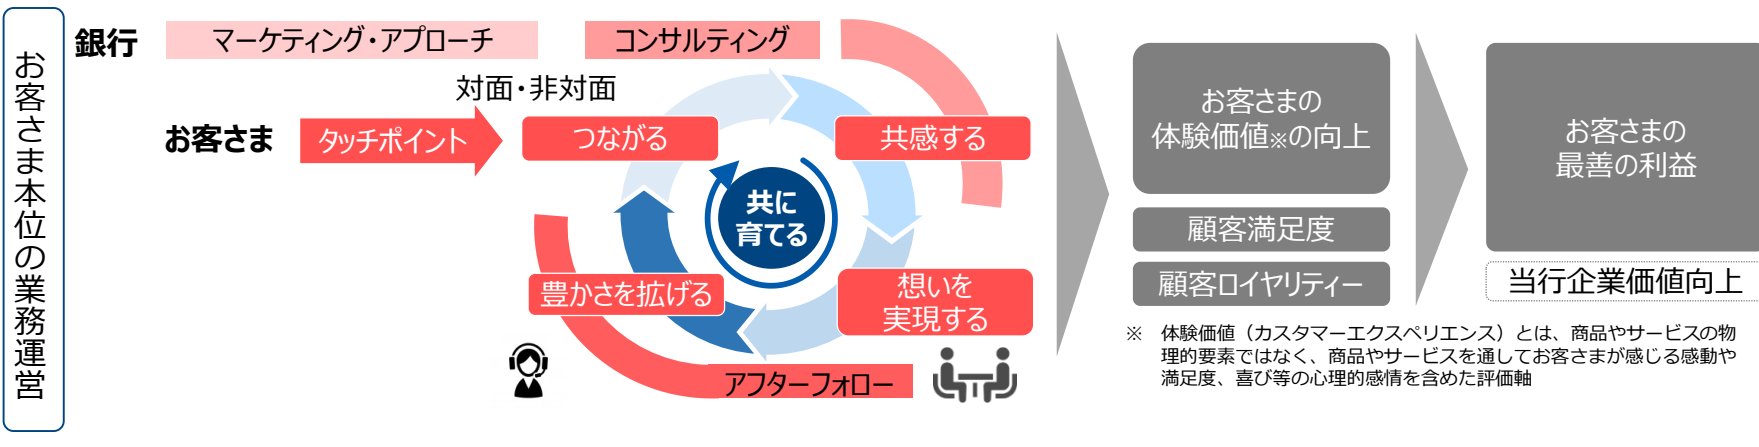 お客さま本位の業務運営
銀行
マーケティング・アプローチ
コンサルティング
対面・非対面
お客さま
タッチポイント
つながる
共感する
共に
育てる
豊かさを拡げる
想いを
実現する
アフターフォロー
お客さまの
体験価値※の向上
顧客満足度
顧客ロイヤリティー
お客さまの
最善の利益
当行企業価値向上
※ 体験価値（カスタマーエクスペリエンス）とは、商品やサービスの物
理的要素ではなく、商品やサービスを通してお客さまが感じる感動や
満足度、喜び等の心理的感情を含めた評価軸